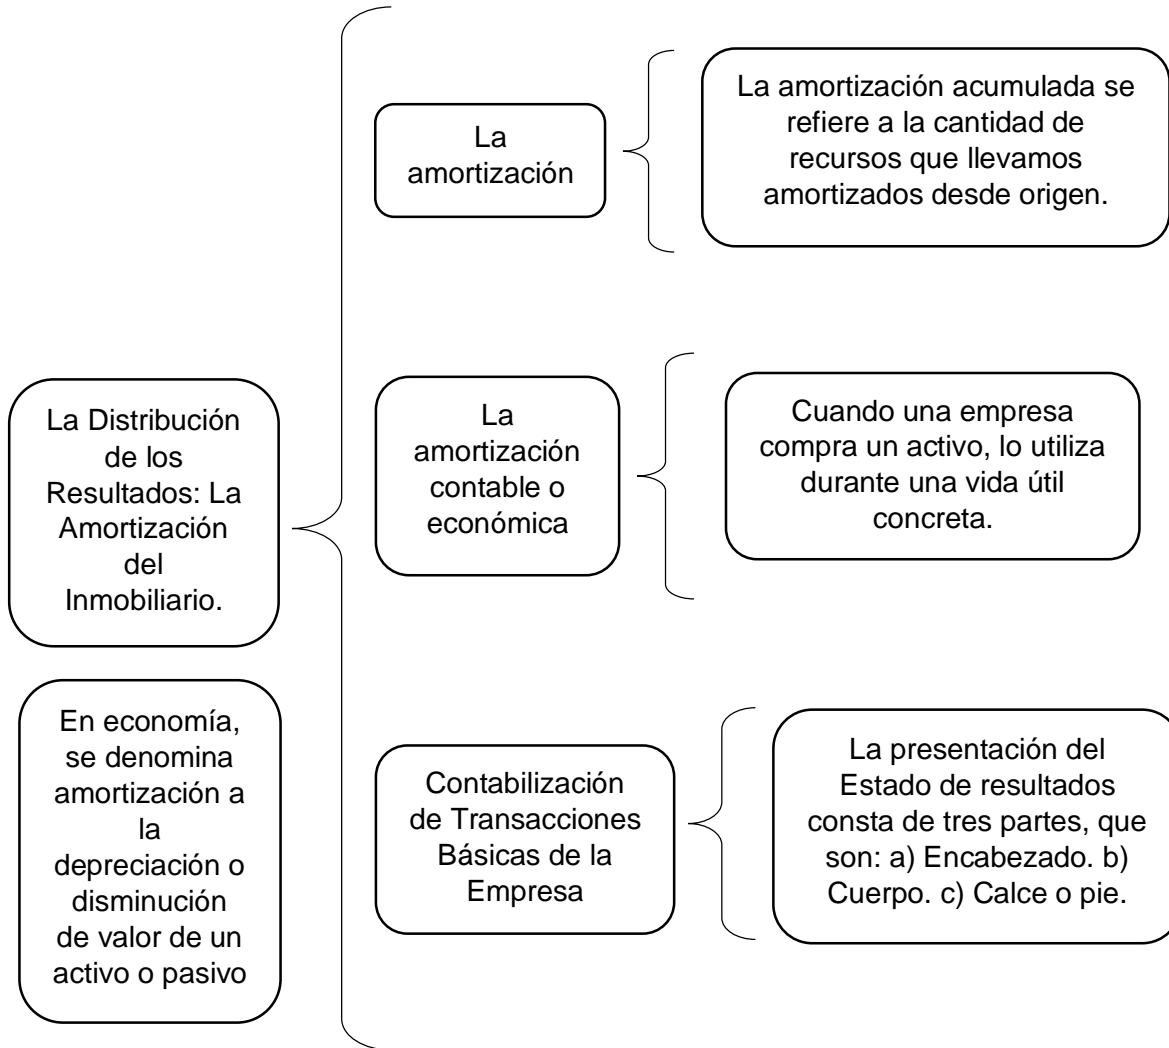 La Distribución
de los
Resultados: La
Amortización
del
Inmobiliario.
En economía,
se denomina
amortización a
la
depreciación o
disminución
de valor de un
activo o pasivo
La
amortización
La amortización acumulada se
refiere a la cantidad de
recursos que llevamos
amortizados desde origen.
La
amortización
contable o
económica
Cuando una empresa
compra un activo, lo utiliza
durante una vida útil
concreta.
Contabilización
de Transacciones
Básicas de la
Empresa
La presentación del
Estado de resultados
consta de tres partes, que
son: a) Encabezado. b)
Cuerpo. c) Calce o pie.